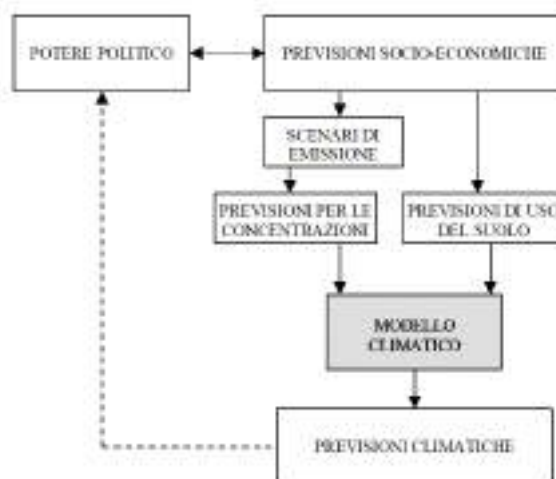 POTERE POLITICO
PREVISIONI SOCIO-ECONOMICHE
SCENARI DI
EMISSIONE
PREVISIONI PER LE
CONCENTRAZIONI
PREVISIONI DI USO
DEL SUOLO
MODELLO
CLIMATICO
PREVISIONI CLIMATICHE